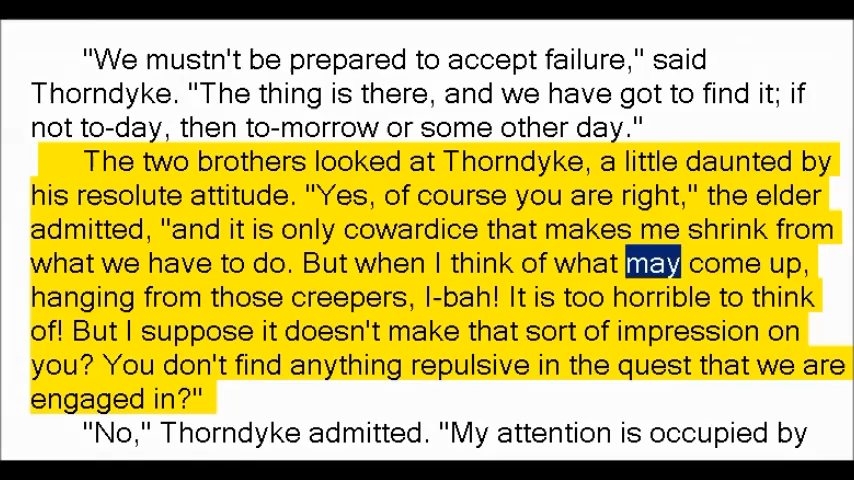 "We mustn't be prepared to accept failure," said
Thorndyke. "The thing is there, and we have got to find it; if
not to-day, then to-morrow or some other day."
The two brothers looked at Thorndyke, a little daunted by
his resolute attitude. "Yes, of course you are right," the elder
admitted, "and it is only cowardice that makes me shrink from
what we have to do. But when I think of what may come up,
hanging from those creepers, I-bah! It is too horrible to think
of! But I suppose it doesn't make that sort of impression on
you? You don't find anything repulsive in the quest that we are
engaged in?"
"No," Thorndyke admitted. "My attention is occupied by